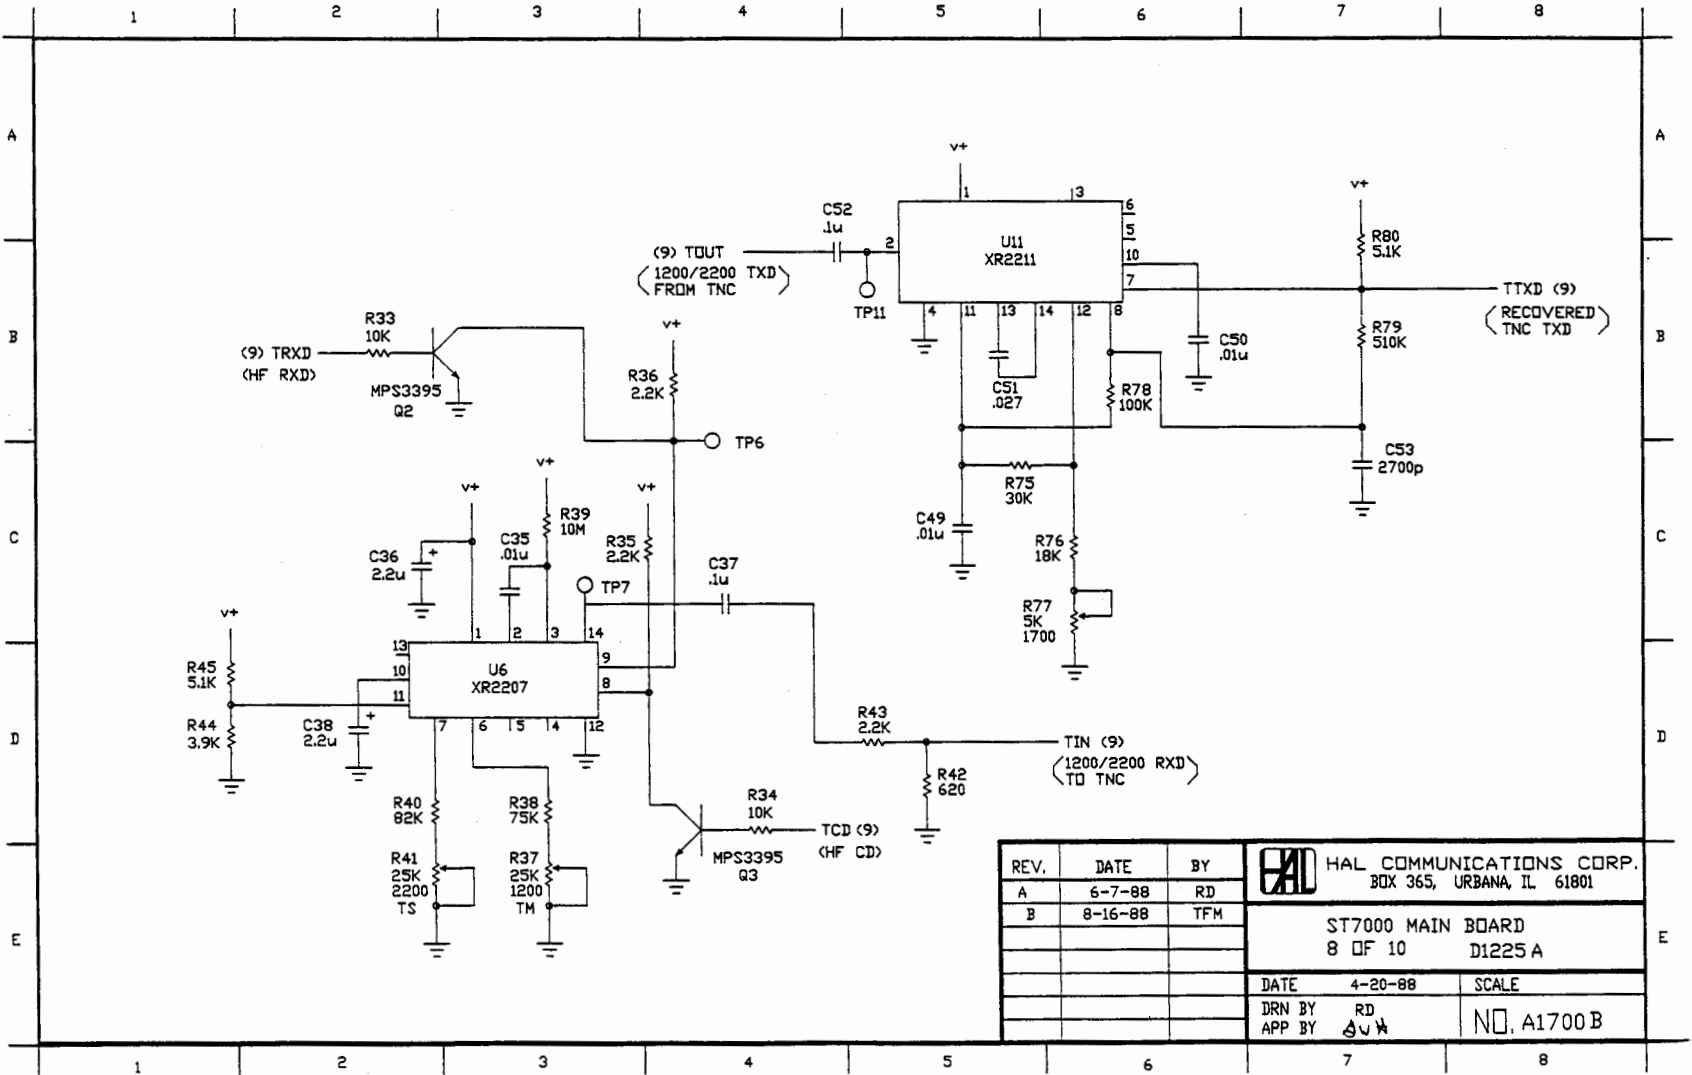 1 2 3 4 5 6 7 8
A A
V+
V+
C52
.1u
1 3
2
U11
XR2211
6
5
10
7
R80
5.1K
(9) TOUT
(1200/2200 TXD)
FROM TNC
TP11
4 11 13 14 12 8
TTXD (9)
(RECOVERED)
TNC TXD
B B
R33
10K
(9) TRXD
(HF RXD)
MPS3395
Q2
V+
R36
2.2K
TP6
C51
.027
R78
100K
C50
.01u
R79
510K
C53
2700p
R75
30K
C49
.01u
R76
18K
R77
5K
1700
C C
V+
V+
V+
R39
10M
C35
.01u
C36
2.2u
+
R35
2.2K
TP7
C37
.1u
V+
1 2 3 14
13
10
11
U6
XR2207
9
8
7 6 5 4 12
R45
5.1K
R44
3.9K
C38
2.2u
+
D D
R43
2.2K
TIN (9)
(1200/2200 RXD)
TO TNC
R42
620
R40
82K
R38
75K
R34
10K
TCD (9)
(HF CD)
MPS3395
Q3
R41
25K
2200
TS
R37
25K
1200
TM
E E
REV. DATE BY
A 6-7-88 RD
B 8-16-88 TFM
HAL
HAL COMMUNICATIONS CORP.
BOX 365, URBANA, IL 61801
ST7000 MAIN BOARD
8 OF 10 D1225 A
DATE 4-20-88 SCALE
DRN BY RD
APP BY
NO. A1700 B
1 2 3 4 5 6 7 8